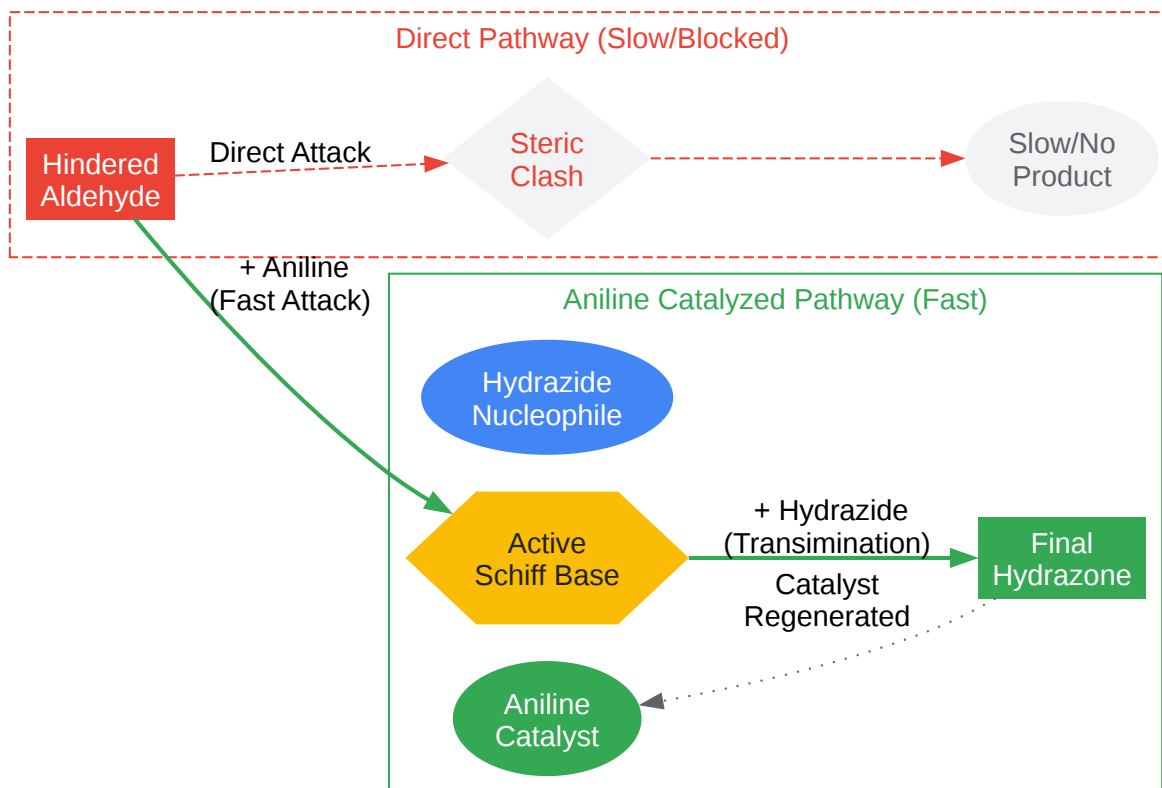 Direct Pathway (Slow/Blocked)
Hindered
Aldehyde
Direct Attack
Steric
Clash
Slow/No
Product
+ Aniline
(Fast Attack)
Aniline Catalyzed Pathway (Fast)
Hydrazide
Nucleophile
Active
Schiff Base
+ Hydrazide
(Transimination)
Catalyst
Regenerated
Final
Hydrazone
Aniline
Catalyst